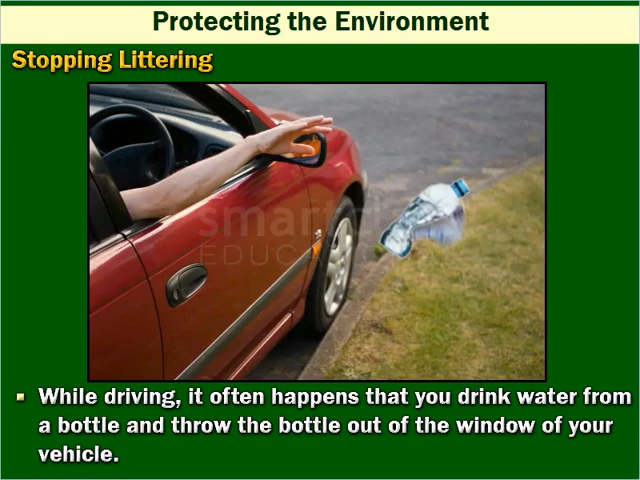 Protecting the Environment
Stopping Littering
While driving, it often happens that you drink water from
a bottle and throw the bottle out of the window of your
vehicle.